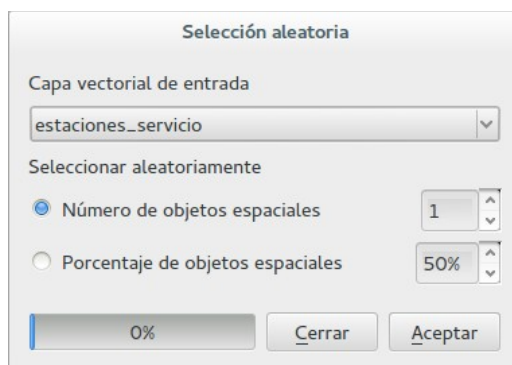 Selección aleatoria
Capa vectorial de entrada
estaciones_servicio
Seleccionar aleatoriamente
Número de objetos espaciales 1
Porcentaje de objetos espaciales 50%
0% Cerrar Aceptar